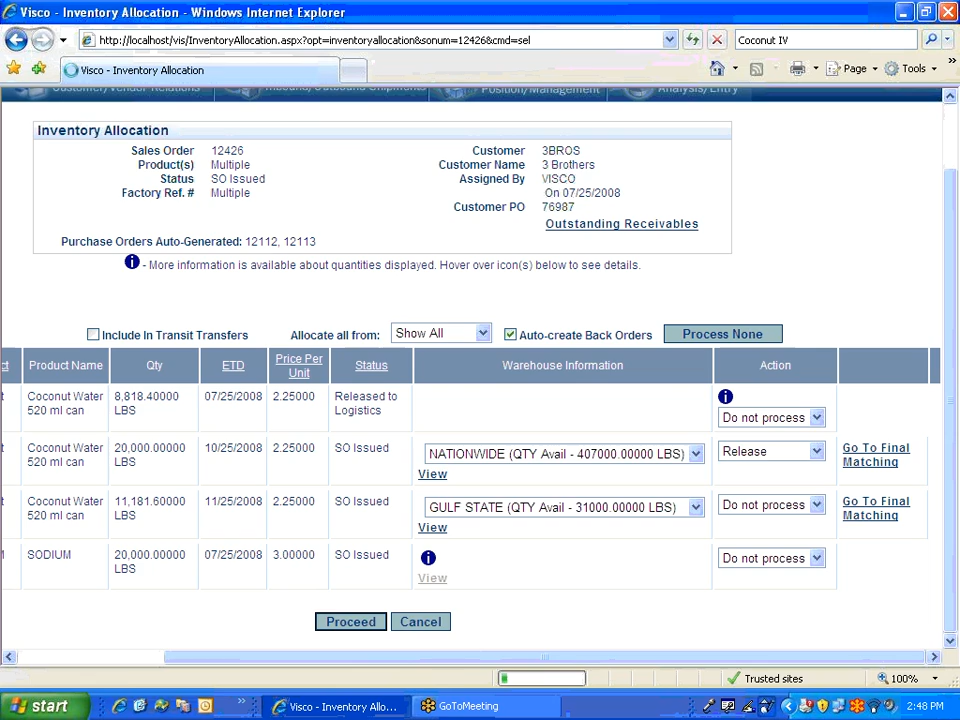 Visco - Inventory Allocation - Windows Internet Explorer
http://localhost/vis/InventoryAllocation.aspx?opt=inventoryallocation&sonum=12426&cmd=sel
Coconut IV
Visco - Inventory Allocation
Page
Tools
Customer/Vendor Relations
Inbound/Outbound Shipments
Position/Management
Analysis/Entry
Inventory Allocation
Sales Order 12426 Customer 3BROS
Product(s) Multiple Customer Name 3 Brothers
Status SO Issued Assigned By VISCO
Factory Ref. # Multiple On 07/25/2008
Customer PO 76987
Outstanding Receivables
Purchase Orders Auto-Generated: 12112, 12113
i - More information is available about quantities displayed. Hover over icon(s) below to see details.
Include In Transit Transfers Allocate all from: Show All Auto-create Back Orders Process None
Product Name Qty ETD Price Per Unit Status Warehouse Information Action
Coconut Water 8,818.40000 07/25/2008 2.25000 Released to i
520 ml can LBS Logistics Do not process
Coconut Water 20,000.00000 10/25/2008 2.25000 SO Issued NATIONWIDE (QTY Avail - 407000.00000 LBS) Release Go To Final
520 ml can LBS View Matching
Coconut Water 11,181.60000 11/25/2008 2.25000 SO Issued GULF STATE (QTY Avail - 31000.00000 LBS) Do not process Go To Final
520 ml can LBS View Matching
SODIUM 20,000.00000 07/25/2008 3.00000 SO Issued i Do not process
LBS View
Proceed Cancel
Trusted sites 100%
start Visco - Inventory Allo... GoToMeeting 2:48 PM